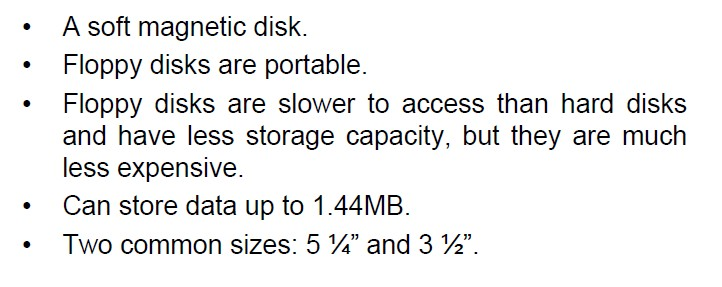 • A soft magnetic disk.
• Floppy disks are portable.
• Floppy disks are slower to access than hard disks
and have less storage capacity, but they are much
less expensive.
• Can store data up to 1.44MB.
• Two common sizes: 5 ¼” and 3 ½”.